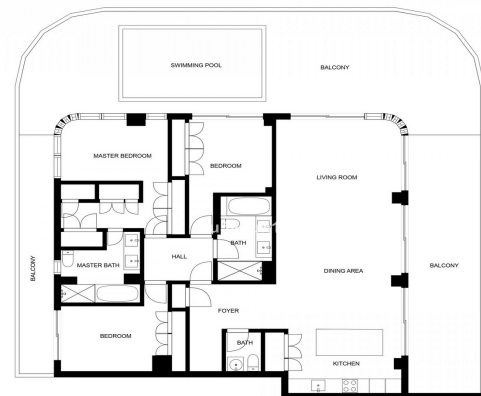 SWIMMING POOL
BALCONY
MASTER BEDROOM
BEDROOM
LIVING ROOM
BATH
HALL
MASTER BATH
BALCONY
DINING AREA
BALCONY
FOYER
BEDROOM
BATH
KITCHEN